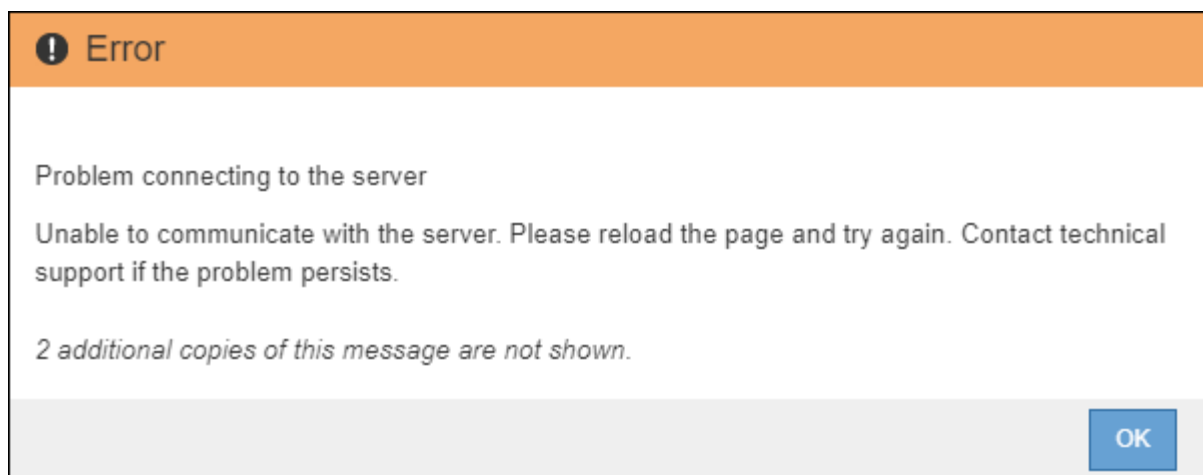 Error
Problem connecting to the server
Unable to communicate with the server. Please reload the page and try again. Contact technical
support if the problem persists.
2 additional copies of this message are not shown.
OK